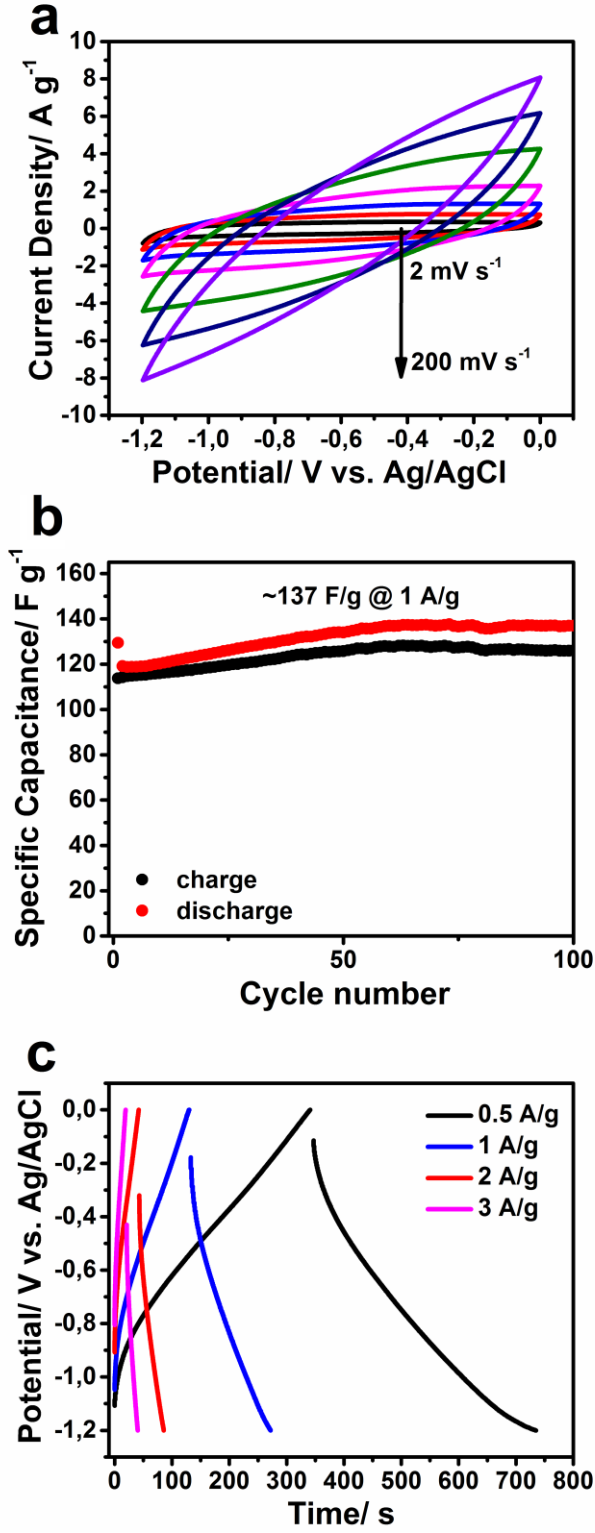 a
Current Density/ A g-1
10
8
6
4
2
0
-2
-4
-6
-8
-10
2 mV s-1
200 mV s-1
-1,2 -1,0 -0,8 -0,6 -0,4 -0,2 0,0
Potential/ V vs. Ag/AgCl
b
Specific Capacitance/ F g-1
160
140
120
100
80
60
40
20
0
~137 F/g @ 1 A/g
charge
discharge
0 50 100
Cycle number
c
Potential/ V vs. Ag/AgCl
0,0
-0,2
-0,4
-0,6
-0,8
-1,0
-1,2
0.5 A/g
1 A/g
2 A/g
3 A/g
0 100 200 300 400 500 600 700 800
Time/ s